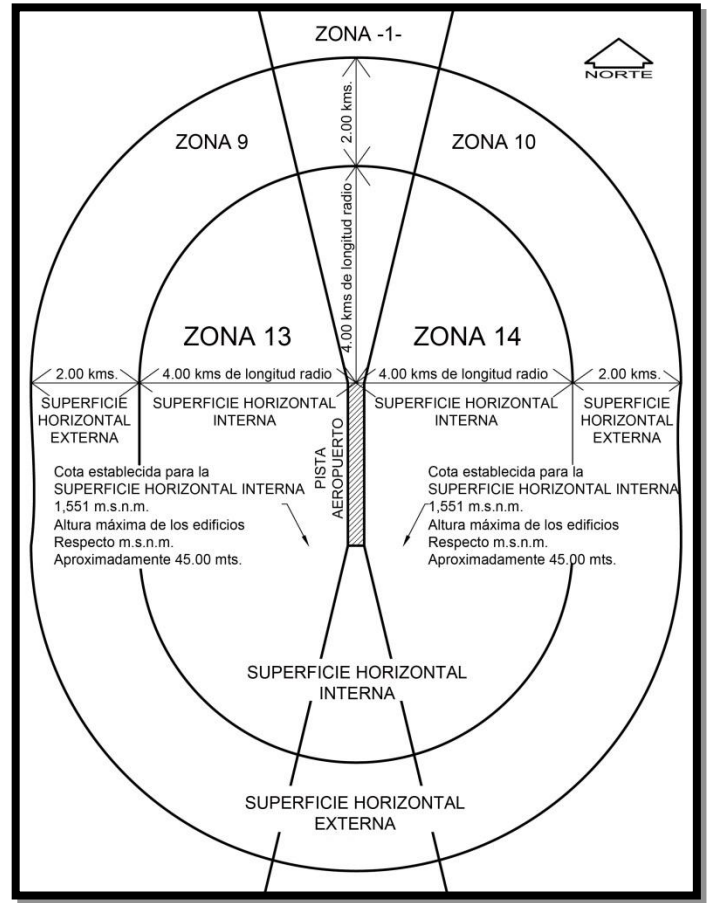 ZONA -1-
NORTE
2.00 kms.
ZONA 9
ZONA 10
4.00 kms de longitud radio
ZONA 13
ZONA 14
2.00 kms.
4.00 kms de longitud radio
4.00 kms de longitud radio
2.00 kms.
SUPERFICIE
HORIZONTAL
EXTERNA
SUPERFICIE HORIZONTAL
INTERNA
SUPERFICIE HORIZONTAL
INTERNA
SUPERFICIE
HORIZONTAL
EXTERNA
PISTA
AEROPUERTO
Cota establecida para la
SUPERFICIE HORIZONTAL INTERNA
1,551 m.s.n.m.
Altura máxima de los edificios
Respecto m.s.n.m.
Aproximadamente 45.00 mts.
Cota establecida para la
SUPERFICIE HORIZONTAL INTERNA
1,551 m.s.n.m.
Altura máxima de los edificios
Respecto m.s.n.m.
Aproximadamente 45.00 mts.
SUPERFICIE HORIZONTAL
INTERNA
SUPERFICIE HORIZONTAL
EXTERNA